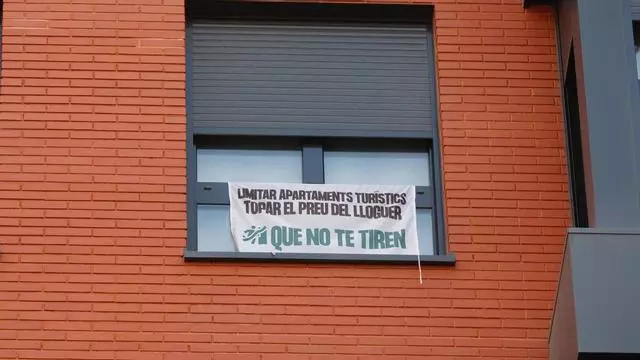 LIMITAR APARTAMENTS TURÍSTICS
TOPAR EL PREU DEL LLOGUER
QUE NO TE TIREN